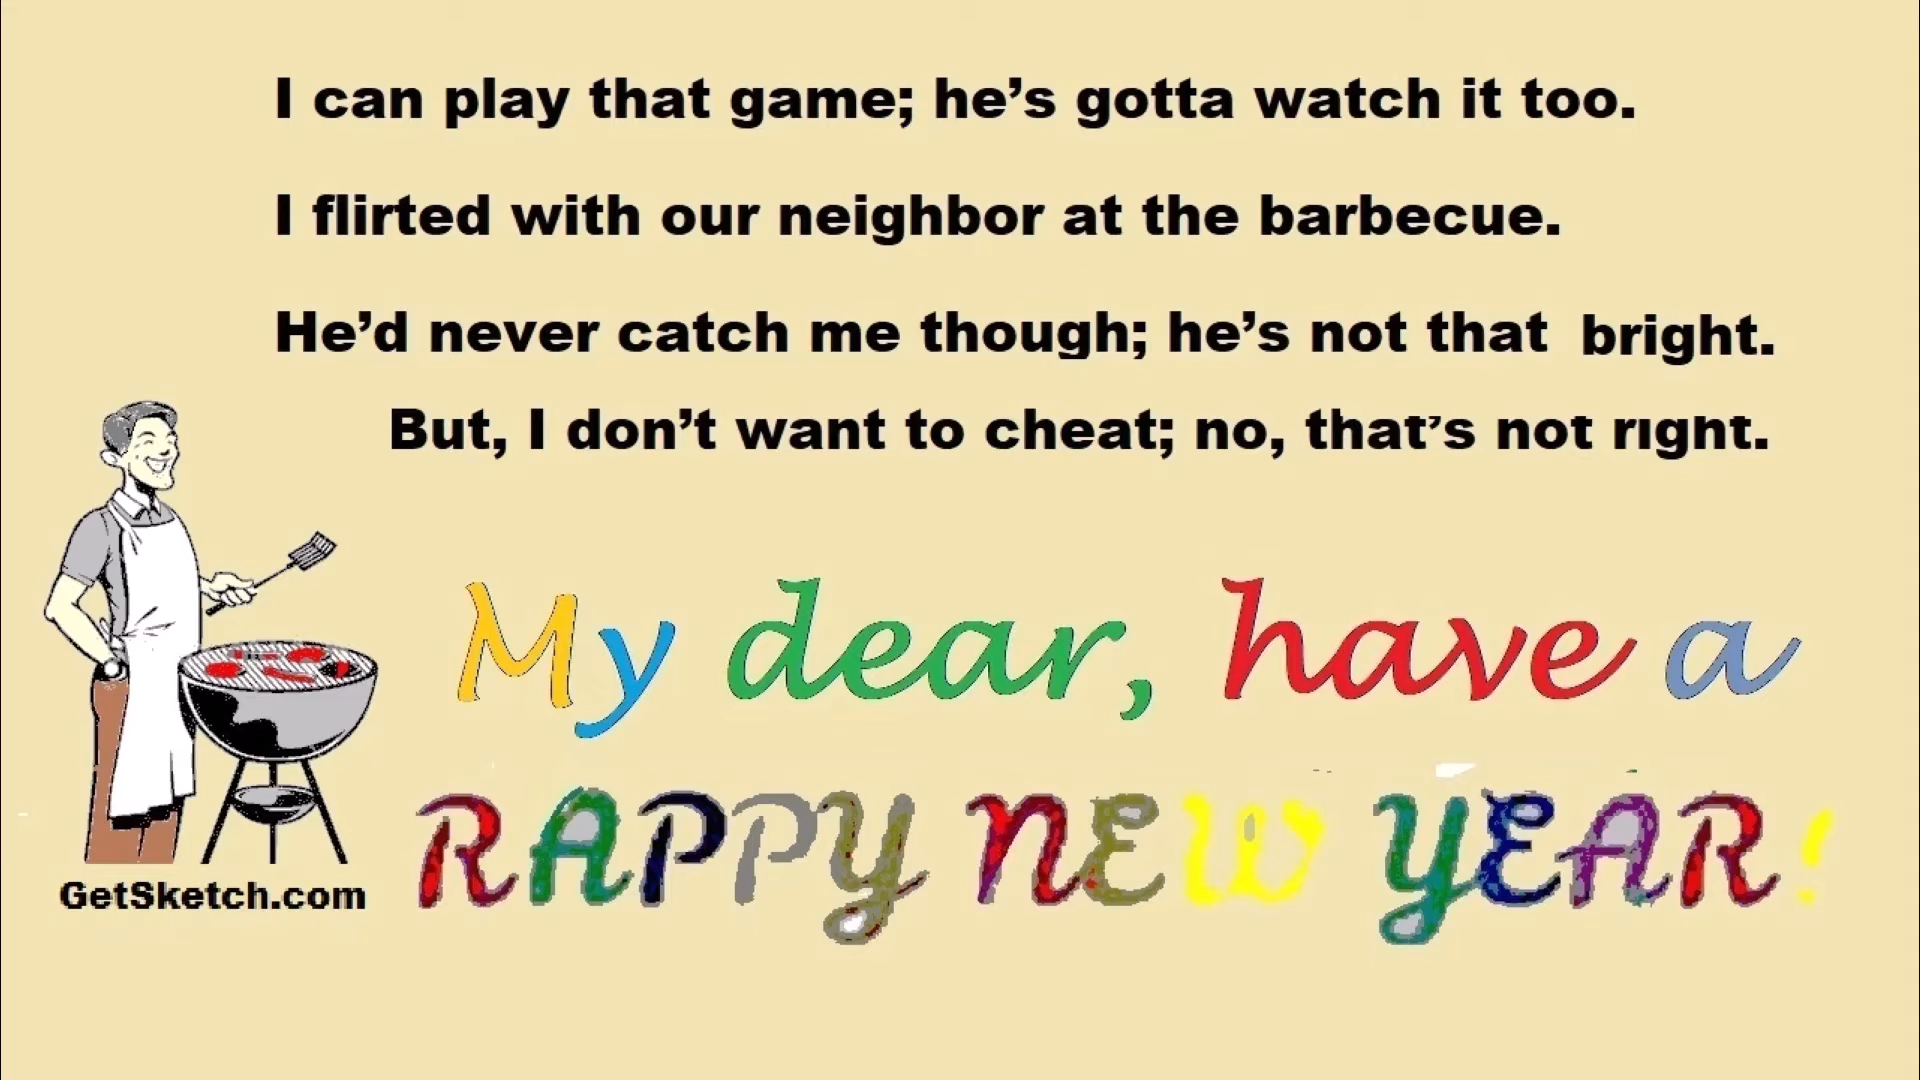 I can play that game; he’s gotta watch it too.
I flirted with our neighbor at the barbecue.
He’d never catch me though; he’s not that bright.
But, I don’t want to cheat; no, that’s not right.
My dear, have a
RAPPY NEW YEAR!
GetSketch.com